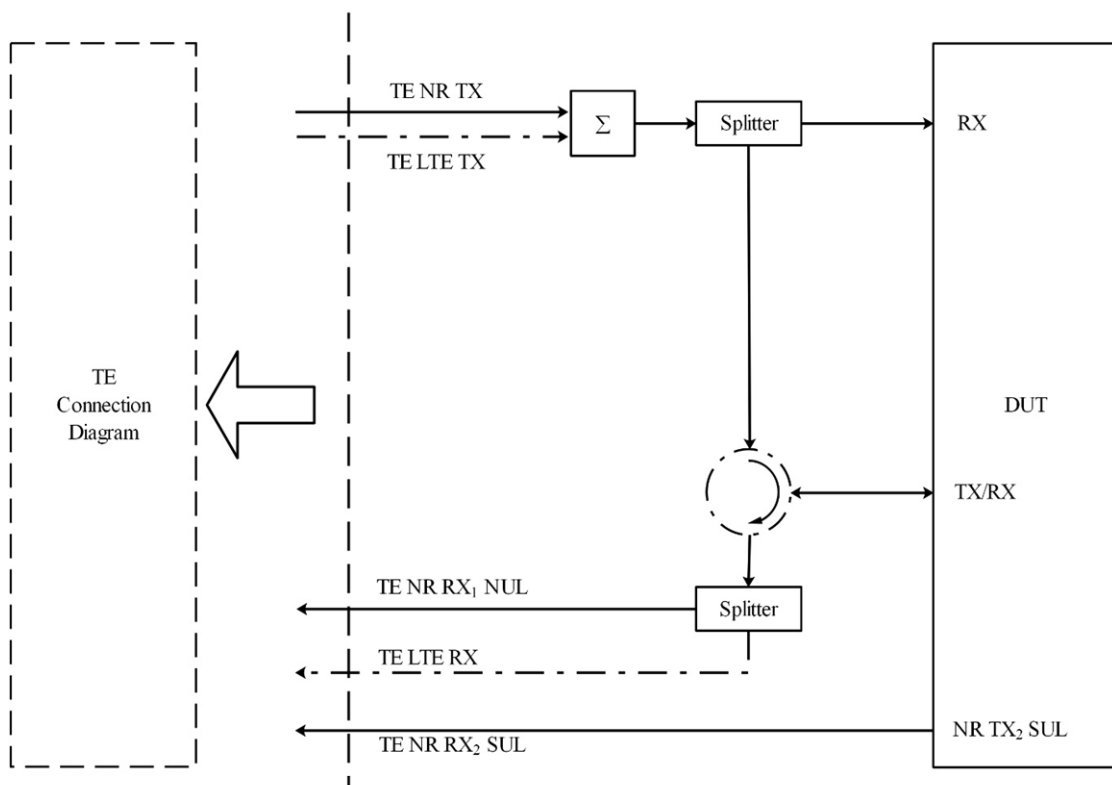 TE NR TX
Σ
Splitter
RX
TE LTE TX
TE
Connection
Diagram
DUT
TX/RX
TE NR RX₁ NUL
Splitter
TE LTE RX
NR TX₂ SUL
TE NR RX₂ SUL